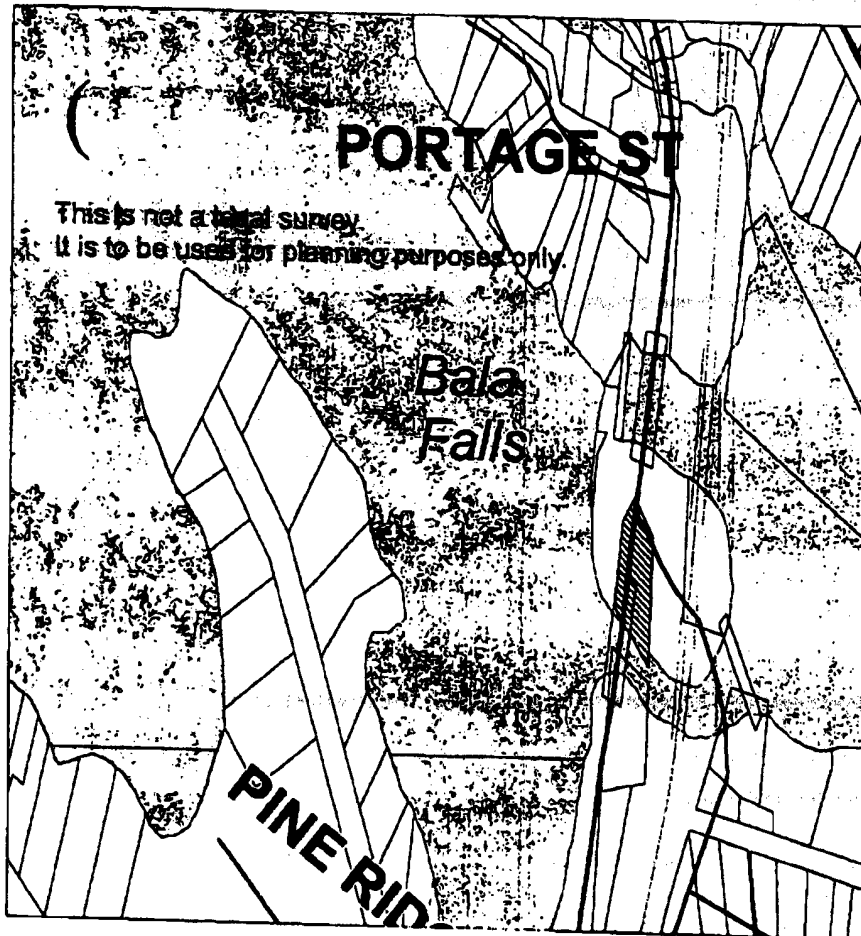 PORTAGE ST
This is not a legal survey
It is to be used for planning purposes only.
Bala
Falls
PINE RID